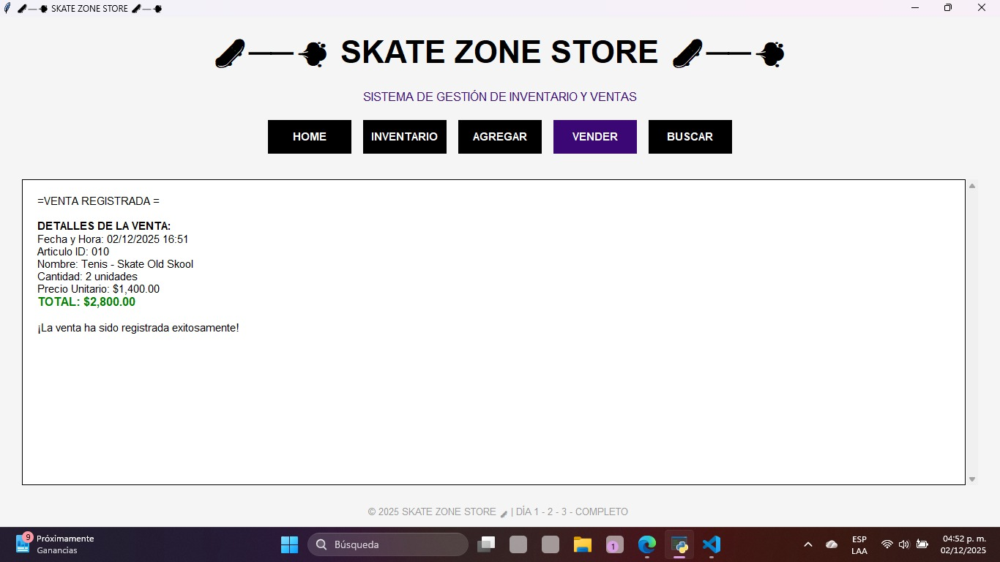 SKATE ZONE STORE
SKATE ZONE STORE
SISTEMA DE GESTIÓN DE INVENTARIO Y VENTAS
HOME
INVENTARIO
AGREGAR
VENDER
BUSCAR
=VENTA REGISTRADA =
DETALLES DE LA VENTA:
Fecha y Hora: 02/12/2025 16:51
Articulo ID: 010
Nombre: Tenis - Skate Old Skool
Cantidad: 2 unidades
Precio Unitario: $1,400.00
TOTAL: $2,800.00
¡La venta ha sido registrada exitosamente!
© 2025 SKATE ZONE STORE 🛹 | DÍA 1 - 2 - 3 - COMPLETO
9
Próximamente
Ganancias
Búsqueda
1
ESP
LAA
04:52 p. m.
02/12/2025